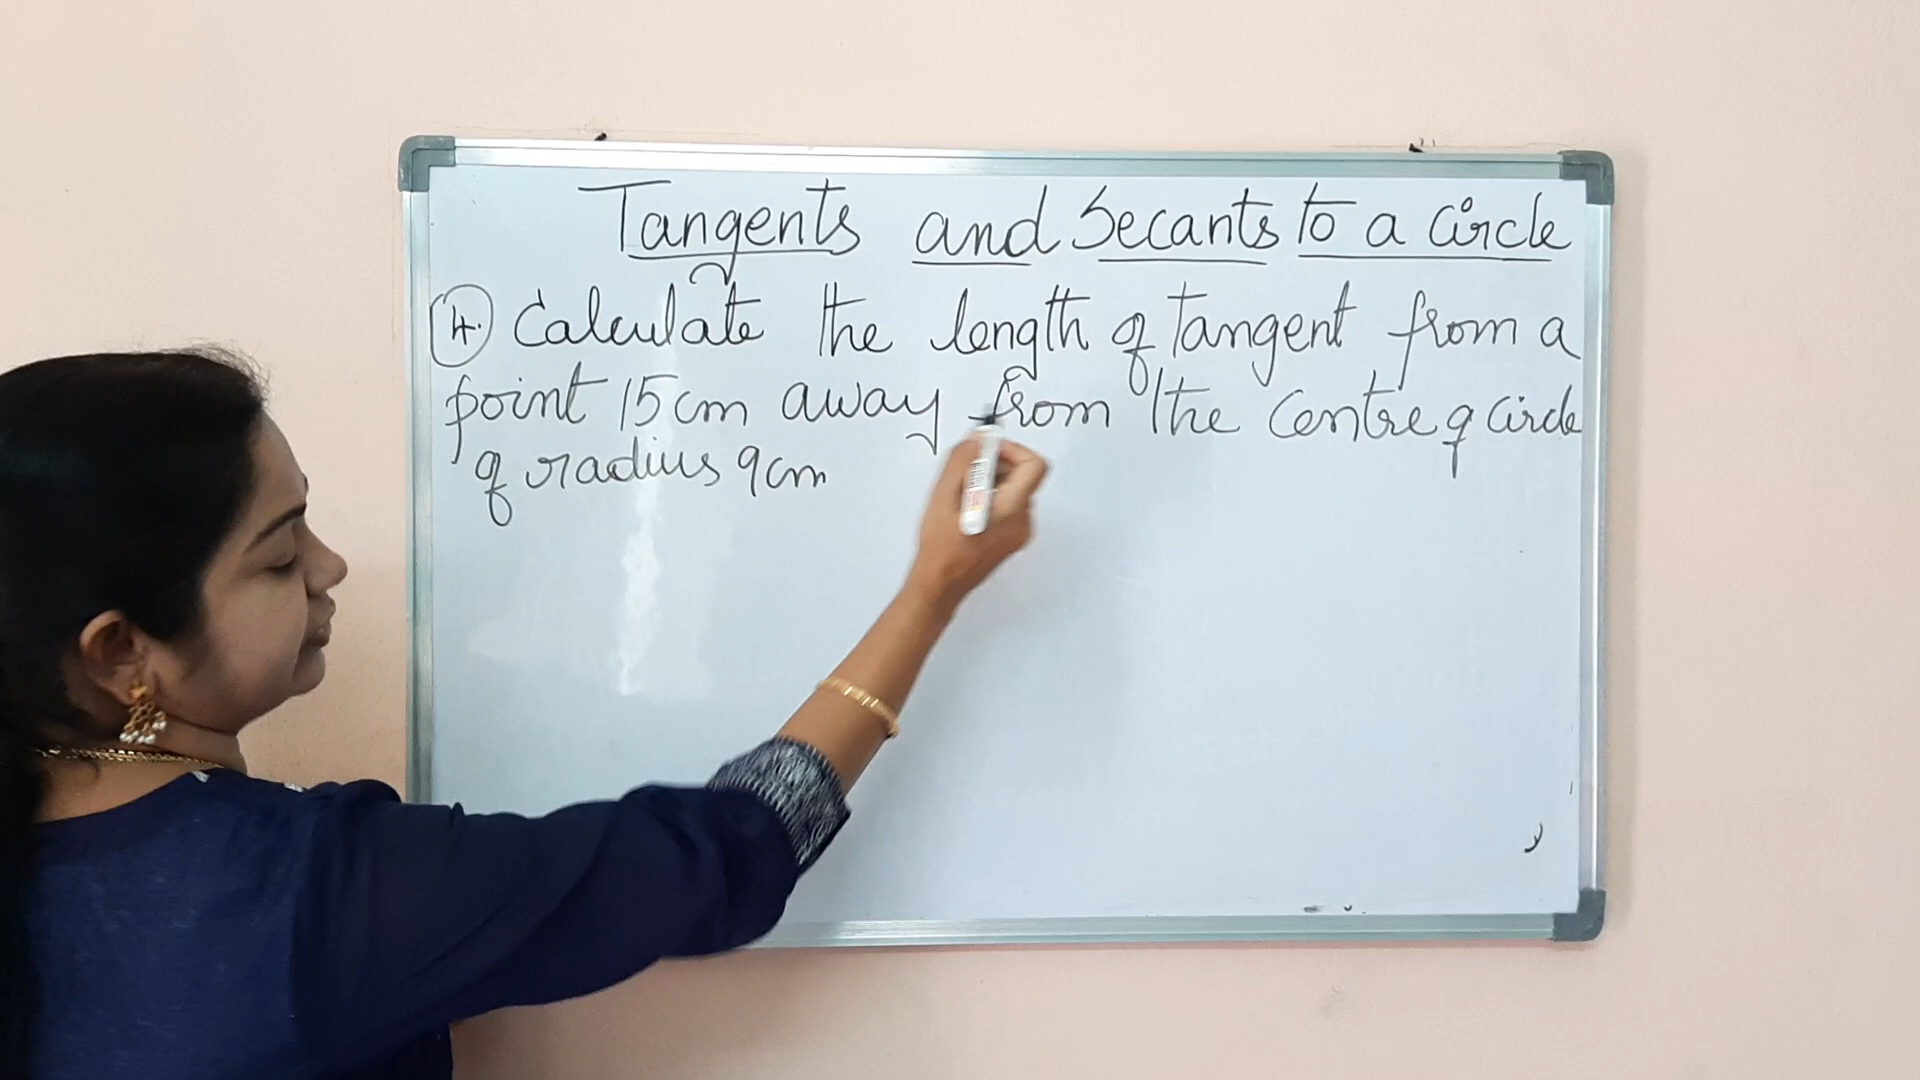 Tangents and Secants to a circle
4. Calculate the length of tangent from a
point 15cm away from the centre of circle
of radius 9cm